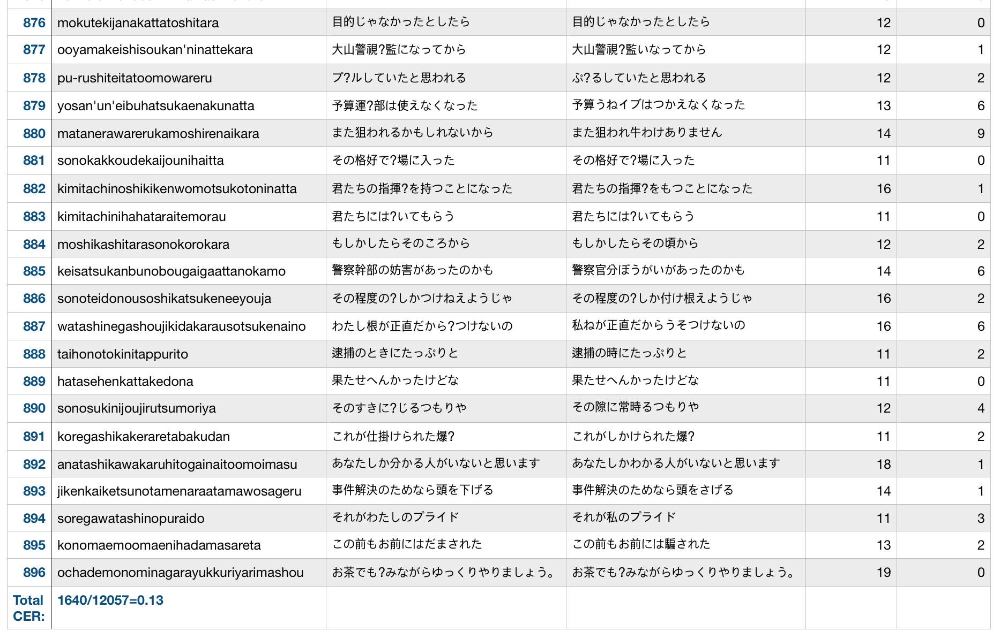 876 mokutekijanakattatoshitara 目的じゃなかったとしたら 目的じゃなかったとしたら 12 0
877 ooyamakeishisoukan'ninattekara 大山警視?監になってから 大山警視?監いなってから 12 1
878 pu-rushiteitatoomowareru プ?ルしていたと思われる ぷ?るしていたと思われる 12 2
879 yosan'un'eibuhatsukaenakunatta 予算運?部は使えなくなった 予算うねイブはつかえなくなった 13 6
880 matanerawarerukamoshirenaikara また狙われるかもしれないから また狙われ牛わけありません 14 9
881 sonokakkoudekaijounihaitta その格好で?場に入った その格好で?場に入った 11 0
882 kimitachinoshikikenwomotsukotoninatta 君たちの指揮?を持つことになった 君たちの指揮?をもつことになった 16 1
883 kimitachinihahataraitemorau 君たちには?いてもらう 君たちには?いてもらう 11 0
884 moshikashitarasonokorokara もしかしたらそのころから もしかしたらその頃から 12 2
885 keisatsukanbunobougaigaattanokamo 警察幹部の妨害があったのかも 警察官分ぼうがいがあったのかも 14 6
886 sonoteidonousoshikatsukeneeyouja その程度の?しかつけねえようじゃ その程度の?しか付け根えようじゃ 16 2
887 watashinegashoujikidakarausotsukenaino わたし根が正直だから?つけないの 私ねが正直だからうそつけないの 16 6
888 taihonotokinitappurito 逮捕のときにたっぷりと 逮捕の時にたっぷりと 11 2
889 hatasehenkattakedona 果たせへんかったけどな 果たせへんかったけどな 11 0
890 sonosukinijoujirutsumoriya そのすきに?じるつもりや その隙に常時るつもりや 12 4
891 koregashikakeraretabakudan これが仕掛けられた爆? これがしかけられた爆? 11 2
892 anatashikawakaruhitogainaitoomoimasu あなたしか分かる人がいないと思います あなたしかわかる人がいないと思います 18 1
893 jikenkaiketsunotamenaraatamawosageru 事件解決のためなら頭を下げる 事件解決のためなら頭をさげる 14 1
894 soregawatashinopuraido それがわたしのプライド それが私のプライド 11 3
895 konomaemoomaenihadamasareta この前もお前にはだまされた この前もお前には騙された 13 2
896 ochademonominagarayukkuriyarimashou お茶でも?みながらゆっくりやりましょう。 お茶でも?みながらゆっくりやりましょう。 19 0
Total 1640/12057=0.13
CER: